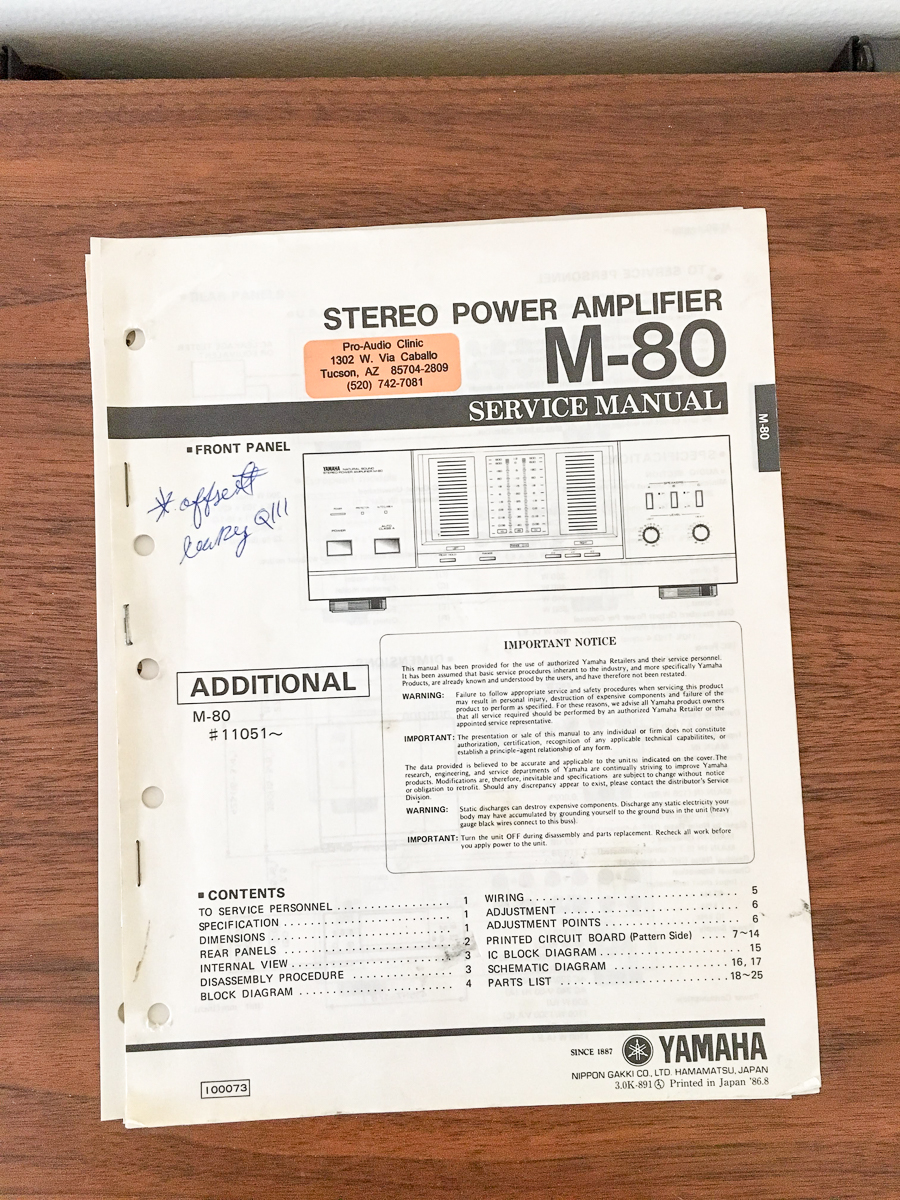 STEREO POWER AMPLIFIER
M-80
Pro-Audio Clinic
1302 W. Via Caballo
Tucson, AZ 85704-2809
(520) 742-7081
SERVICE MANUAL
M-80
■FRONT PANEL
* offset
leaky Q111
YAMAHA NATURAL SOUND
STEREO POWER AMPLIFIER M-80
POWER
AUTO
CLASS A
ADDITIONAL
M-80
#11051~
IMPORTANT NOTICE
This manual has been provided for the use of authorized Yamaha Retailers and their service personnel.
It has been assumed that basic service procedures inherant to the industry, and more specifically Yamaha
Products, are already known and understood by the users, and have therefore not been restated.
WARNING: Failure to follow appropriate service and safety procedures when servicing this product
may result in personal injury, destruction of expensive components and failure of the
product to perform as specified. For these reasons, we advise all Yamaha product owners
that all service required should be performed by an authorized Yamaha Retailer or the
appointed service representative.
IMPORTANT: The presentation or sale of this manual to any individual or firm does not constitute
authorization, certification, recognition of any applicable technical capabilitites, or
establish a principle-agent relationship of any form.
The data provided is believed to be accurate and applicable to the unit(s) indicated on the cover. The
research, engineering, and service departments of Yamaha are continually striving to improve Yamaha
products. Modifications are, therefore, inevitable and specifications are subject to change without notice
or obligation to retrofit. Should any discrepancy appear to exist, please contact the distributor's Service
Division.
WARNING: Static discharges can destroy expensive components. Discharge any static electricity your
body may have accumulated by grounding yourself to the ground buss in the unit (heavy
gauge black wires connect to this buss).
IMPORTANT: Turn the unit OFF during disassembly and parts replacement. Recheck all work before
you apply power to the unit.
■CONTENTS
TO SERVICE PERSONNEL .................. 1
SPECIFICATION .................. 1
DIMENSIONS .................. 1
REAR PANELS .................. 2
INTERNAL VIEW .................. 3
DISASSEMBLY PROCEDURE .................. 3
BLOCK DIAGRAM .................. 4
WIRING .................. 5
ADJUSTMENT .................. 6
ADJUSTMENT POINTS .................. 6
PRINTED CIRCUIT BOARD (Pattern Side) ..... 7~14
IC BLOCK DIAGRAM .................. 15
SCHEMATIC DIAGRAM .................. 16, 17
PARTS LIST .................. 18~25
SINCE 1887 YAMAHA
NIPPON GAKKI CO., LTD. HAMAMATSU, JAPAN
3.0K-891 Ⓐ Printed in Japan '86.8
100073